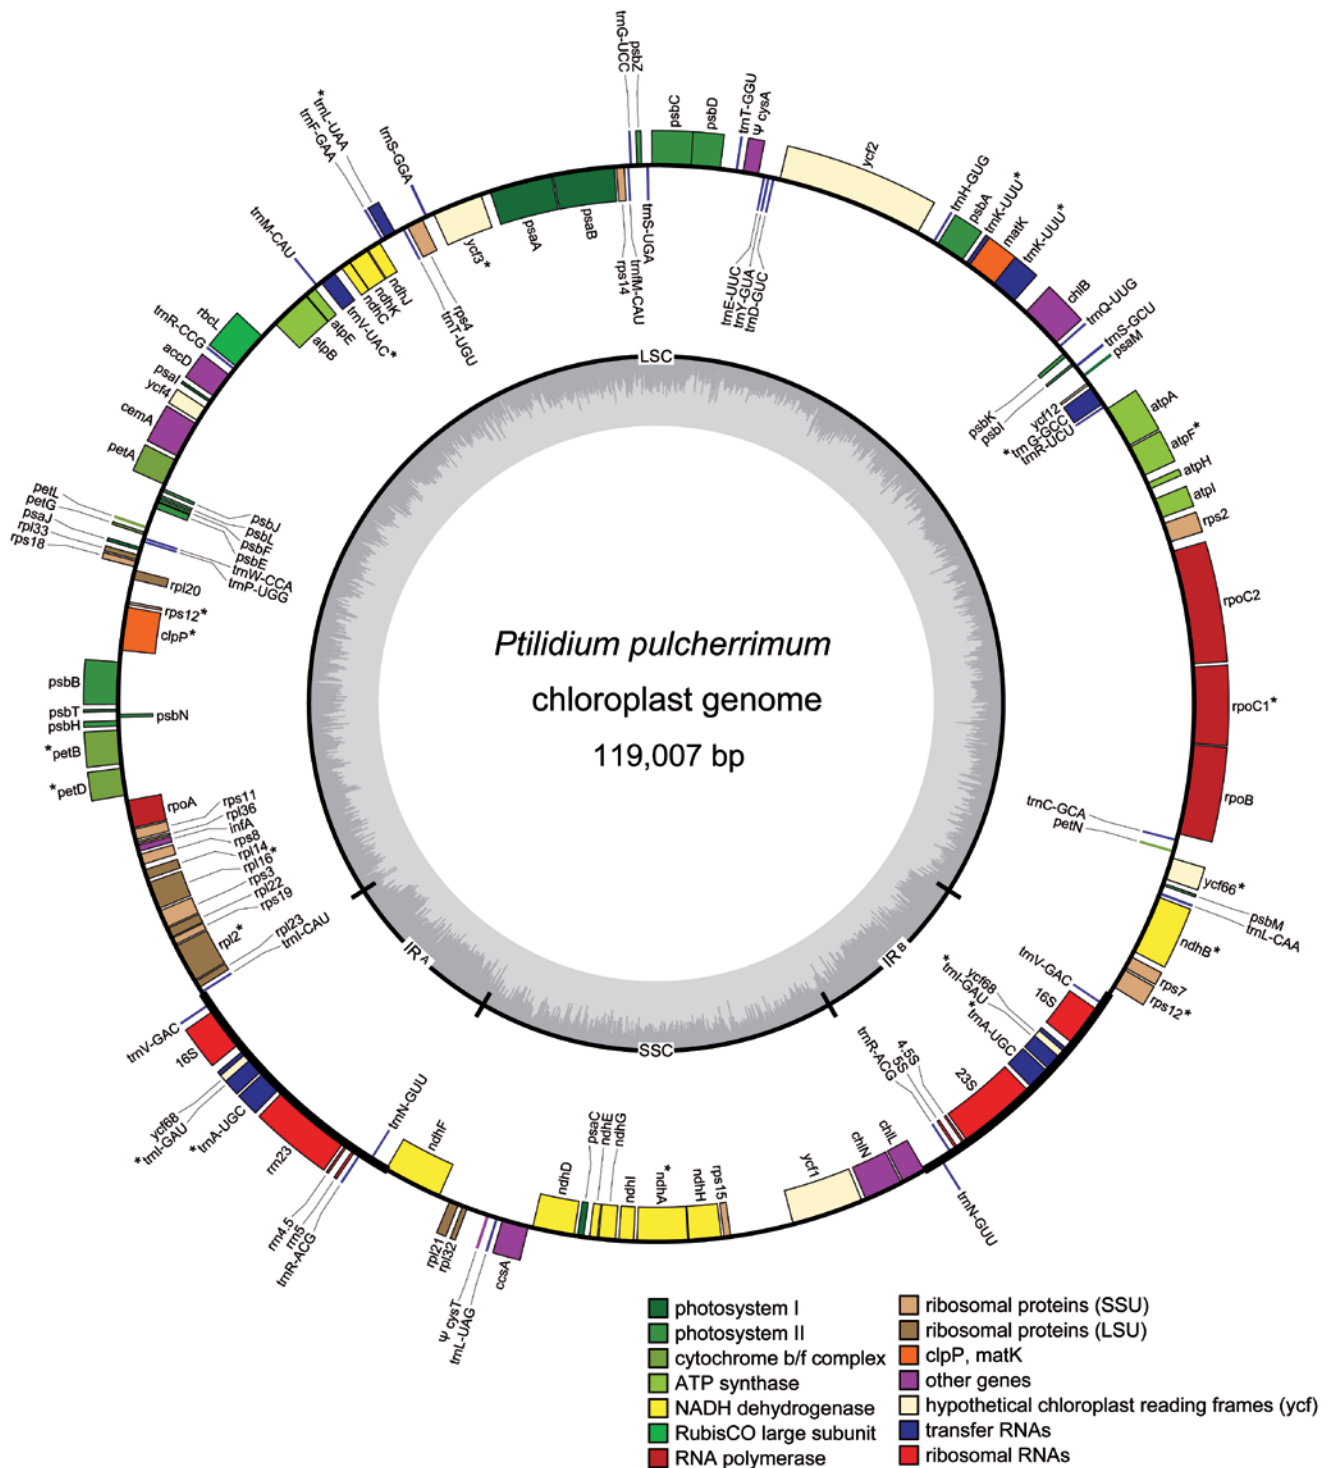 trnG-UCC
psbZ
psbC
psbD
trnT-GGU
Ψ cysA
ycf2
trnH-GUG
psbA
trnK-UUU*
matK
trnK-UUU*
chlB
trnQ-UUG
trnS-GCU
psaM
atpA
atpF*
atpH
atpI
rps2
rpoC2
rpoC1*
rpoB
trnC-GCA
petN
ycf66*
psbM
trnL-CAA
ndhB*
rps7
rps12*
trnV-GAC
16S
ycf68
*trnI-GAU
*trnA-UGC
23S
4.5S
5S
trnR-ACG
trnN-GUU
chlL
chlN
ycf1
rps15
ndhH
ndhA*
ndhI
ndhG
ndhE
psaC
ndhD
ccsA
trnL-UAG
Ψ cysT
rpl32
rpl21
ndhF
trnN-GUU
trnR-ACG
rrn5
rrn4.5
rrn23
*trnA-UGC
*trnI-GAU
ycf68
16S
trnV-GAC
trnI-CAU
rpl23
rpl2*
rps19
rpl22
rps3
rpl16*
rpl14
rps8
infA
rpl36
rps11
rpoA
*petD
*petB
psbH
psbN
psbT
psbB
clpP*
rps12*
rpl20
rps18
rpl33
psaJ
petG
petL
trnP-UGG
trnW-CCA
psbE
psbF
psbL
psbJ
petA
cemA
ycf4
psaI
accD
trnR-CCG
rbcL
atpB
atpE
trnM-CAU
trnV-UAC*
ndhC
ndhK
ndhJ
trnF-GAA
*trnL-UAA
trnT-UGU
rps4
trnS-GGA
ycf3*
psaA
psaB
rps14
trnfM-CAU
trnS-UGA
trnE-UUC
trnY-GUA
trnD-GUC
psbK
psbI
ycf12
*trnG-GCC
trnR-UCU
LSC
IR A
IR B
SSC
Ptilidium pulcherrimum
chloroplast genome
119,007 bp
photosystem I
photosystem II
cytochrome b/f complex
ATP synthase
NADH dehydrogenase
RubisCO large subunit
RNA polymerase
ribosomal proteins (SSU)
ribosomal proteins (LSU)
clpP, matK
other genes
hypothetical chloroplast reading frames (ycf)
transfer RNAs
ribosomal RNAs